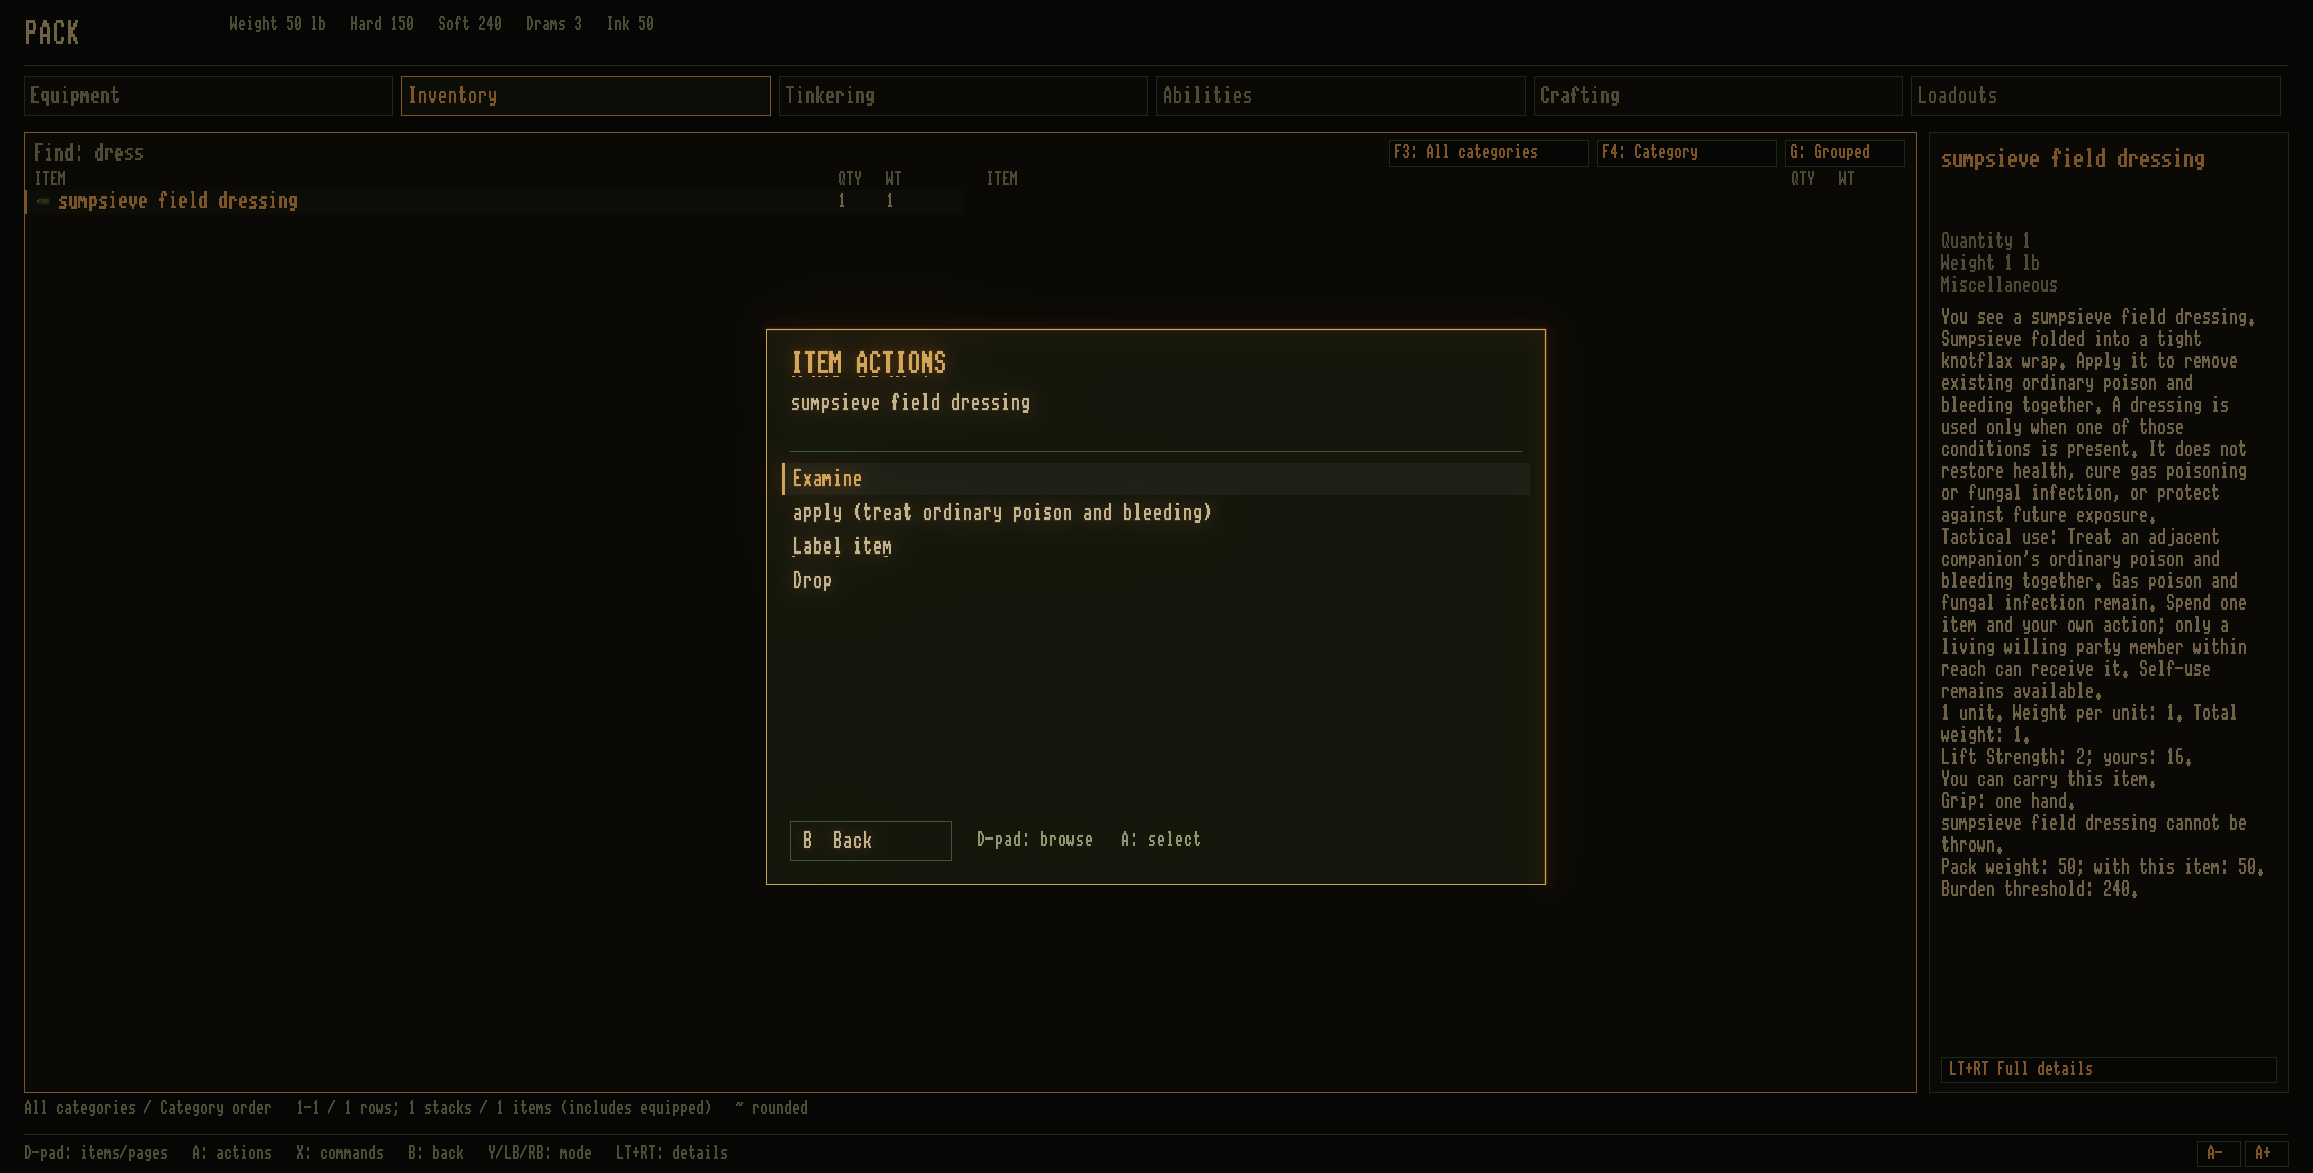 PACK
Weight 50 lb   Hard 150   Soft 240   Drams 3   Ink 50
Equipment
Inventory
Tinkering
Abilities
Crafting
Loadouts
Find: dress
F3: All categories
F4: Category
G: Grouped
ITEM   QTY   WT   ITEM   QTY   WT
sumpsieve field dressing   1   1
ITEM ACTIONS
sumpsieve field dressing
Examine
apply (treat ordinary poison and bleeding)
Label item
Drop
B  Back
D-pad: browse   A: select
sumpsieve field dressing
Quantity 1
Weight 1 lb
Miscellaneous
You see a sumpsieve field dressing.
Sumpsieve folded into a tight
knotflax wrap. Apply it to remove
existing ordinary poison and
bleeding together. A dressing is
used only when one of those
conditions is present. It does not
restore health, cure gas poisoning
or fungal infection, or protect
against future exposure.
Tactical use: Treat an adjacent
companion's ordinary poison and
bleeding together. Gas poison and
fungal infection remain. Spend one
item and your own action; only a
living willing party member within
reach can receive it. Self-use
remains available.
1 unit. Weight per unit: 1. Total
weight: 1.
Lift Strength: 2; yours: 16.
You can carry this item.
Grip: one hand.
sumpsieve field dressing cannot be
thrown.
Pack weight: 50; with this item: 50.
Burden threshold: 240.
LT+RT Full details
All categories / Category order   1-1 / 1 rows; 1 stacks / 1 items (includes equipped)   ~ rounded
D-pad: items/pages   A: actions   X: commands   B: back   Y/LB/RB: mode   LT+RT: details
A-
A+